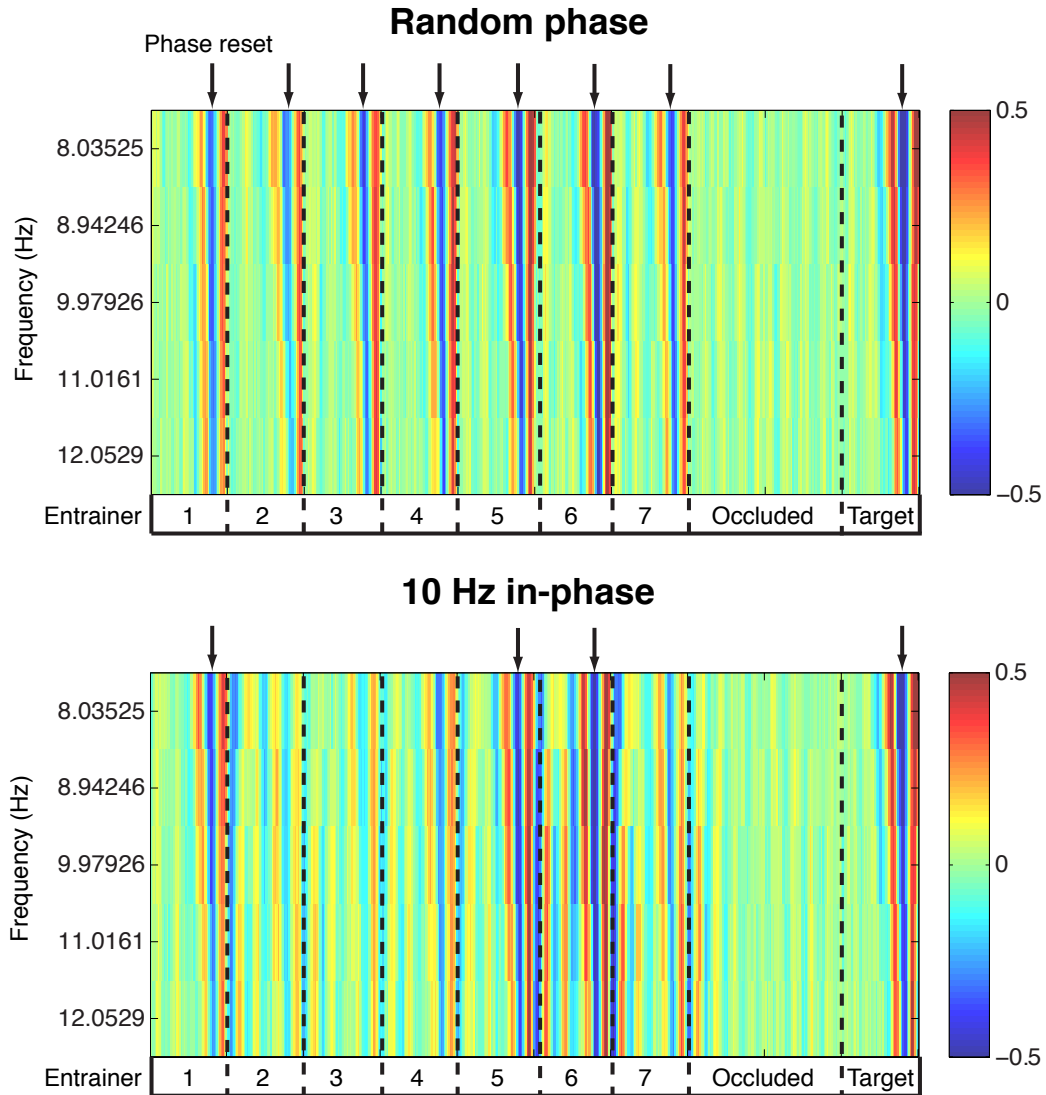 Random phase
Phase reset
Frequency (Hz)
8.03525
8.94246
9.97926
11.0161
12.0529
0.5
0
−0.5
Entrainer 1 2 3 4 5 6 7 Occluded Target
10 Hz in-phase
Frequency (Hz)
8.03525
8.94246
9.97926
11.0161
12.0529
0.5
0
−0.5
Entrainer 1 2 3 4 5 6 7 Occluded Target